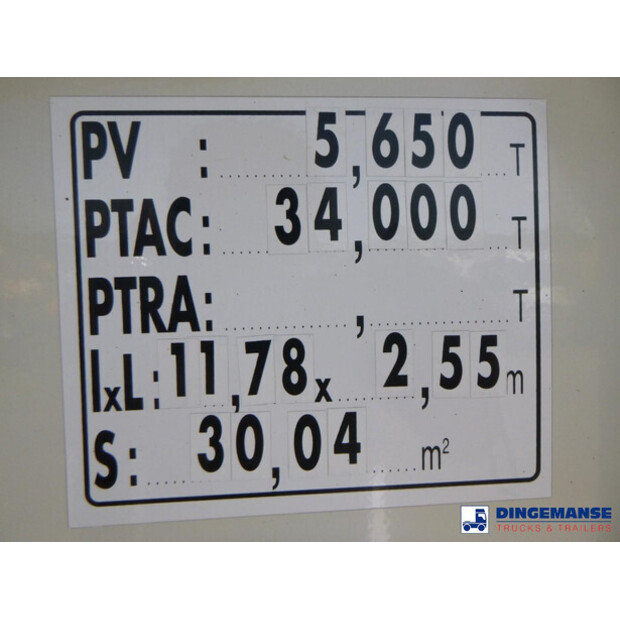 PV : 5,650 T
PTAC : 34,000 T
PTRA : , T
lxL : 11,78 x 2,55 m
S : 30,04 m²
DINGEMANSE
TRUCKS & TRAILERS